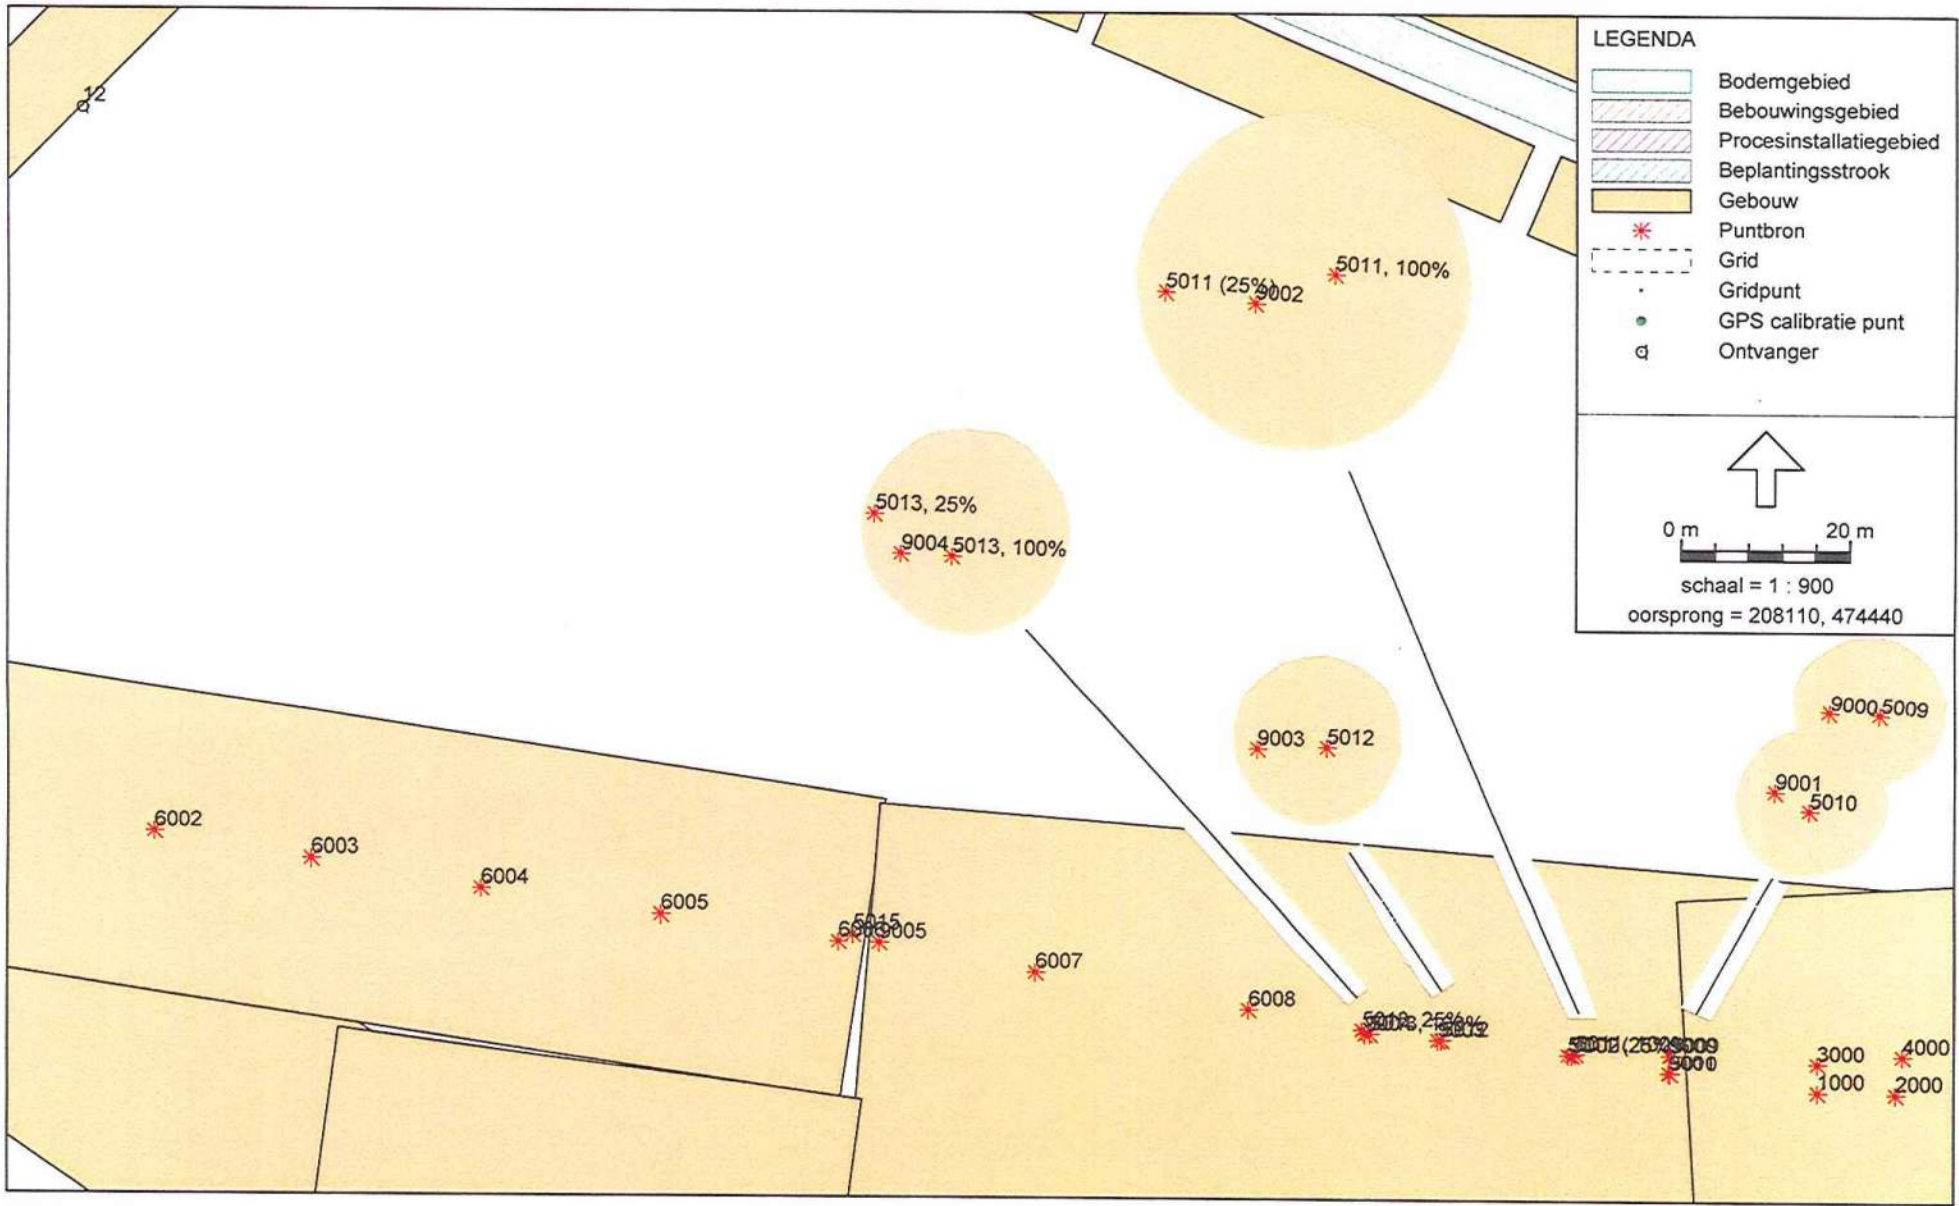 12
LEGENDA
Bodemgebied
Bebouwingsgebied
Procesinstallatiegebied
Beplantingsstrook
Gebouw
Puntbron
Grid
Gridpunt
GPS calibratie punt
Ontvanger
0 m 20 m
schaal = 1 : 900
oorsprong = 208110, 474440
5011 (25%)
9002
5011, 100%
5013, 25%
9004
5013, 100%
9003
5012
9000
5009
9001
5010
6002
6003
6004
6005
5015
9005
6007
6008
3000
4000
1000
2000